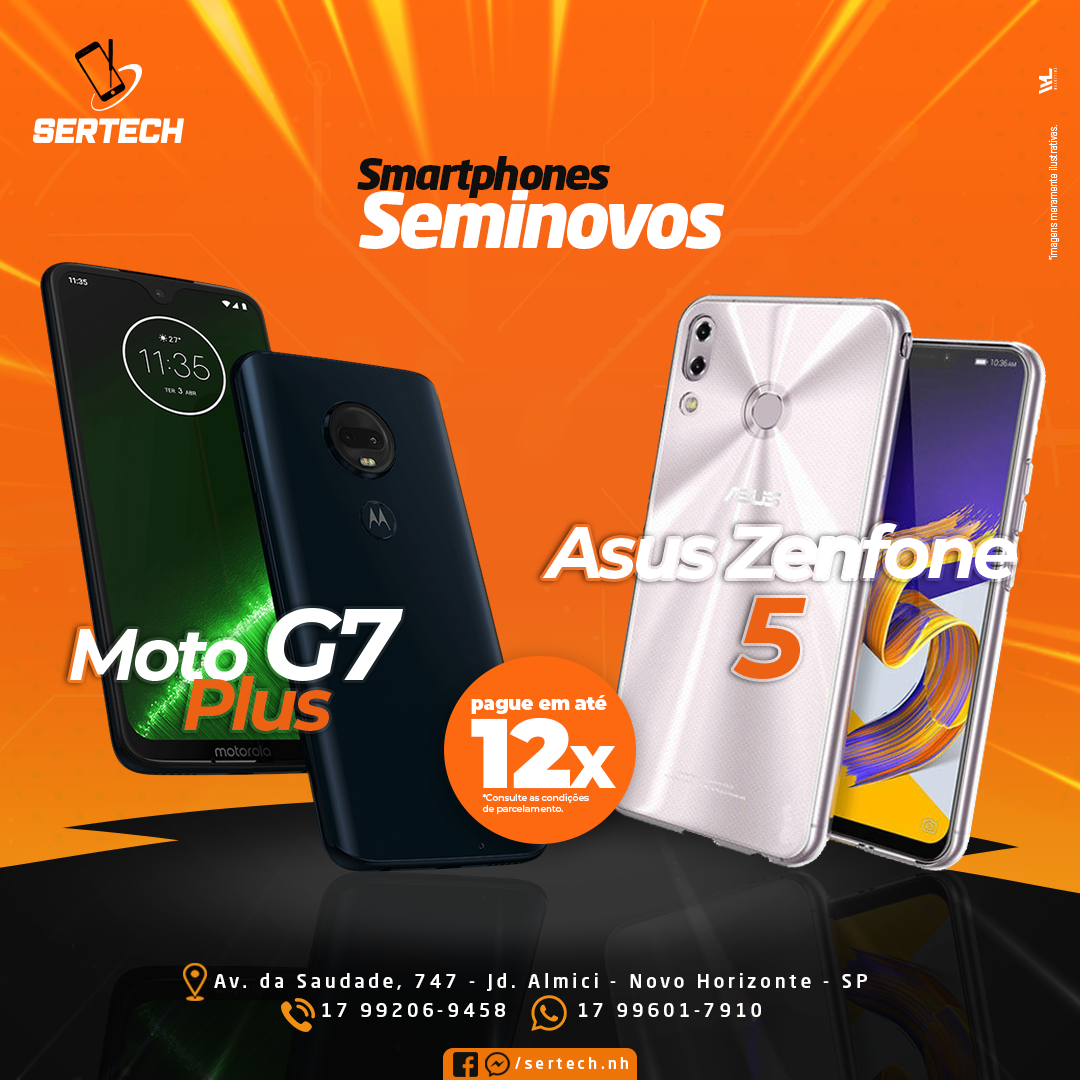 SERTECH
Smartphones
Seminovos
*Imagens meramente ilustrativas.
11:35
27°
11:35
TER 3 ABR
motorola
Moto G7
Plus
10:36AM
ASUS
Asus Zenfone
5
pague em até
12x
*Consulte as condições
de parcelamento.
Av. da Saudade, 747 - Jd. Almici - Novo Horizonte - SP
17 99206-9458
17 99601-7910
/sertech.nh